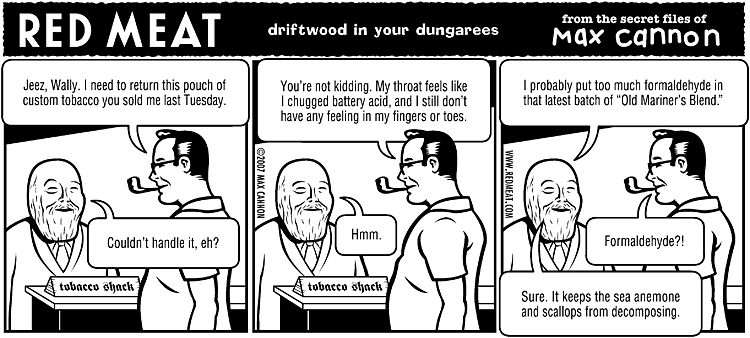 RED MEAT
driftwood in your dungarees
from the secret files of
Max cannon
Jeez, Wally. I need to return this pouch of
custom tobacco you sold me last Tuesday.
Couldn't handle it, eh?
tobacco shack
You're not kidding. My throat feels like
I chugged battery acid, and I still don't
have any feeling in my fingers or toes.
©2007 MAX CANNON
Hmm.
tobacco shack
I probably put too much formaldehyde in
that latest batch of “Old Mariner's Blend.”
WWW.REDMEAT.COM
Formaldehyde?!
Sure. It keeps the sea anemone
and scallops from decomposing.